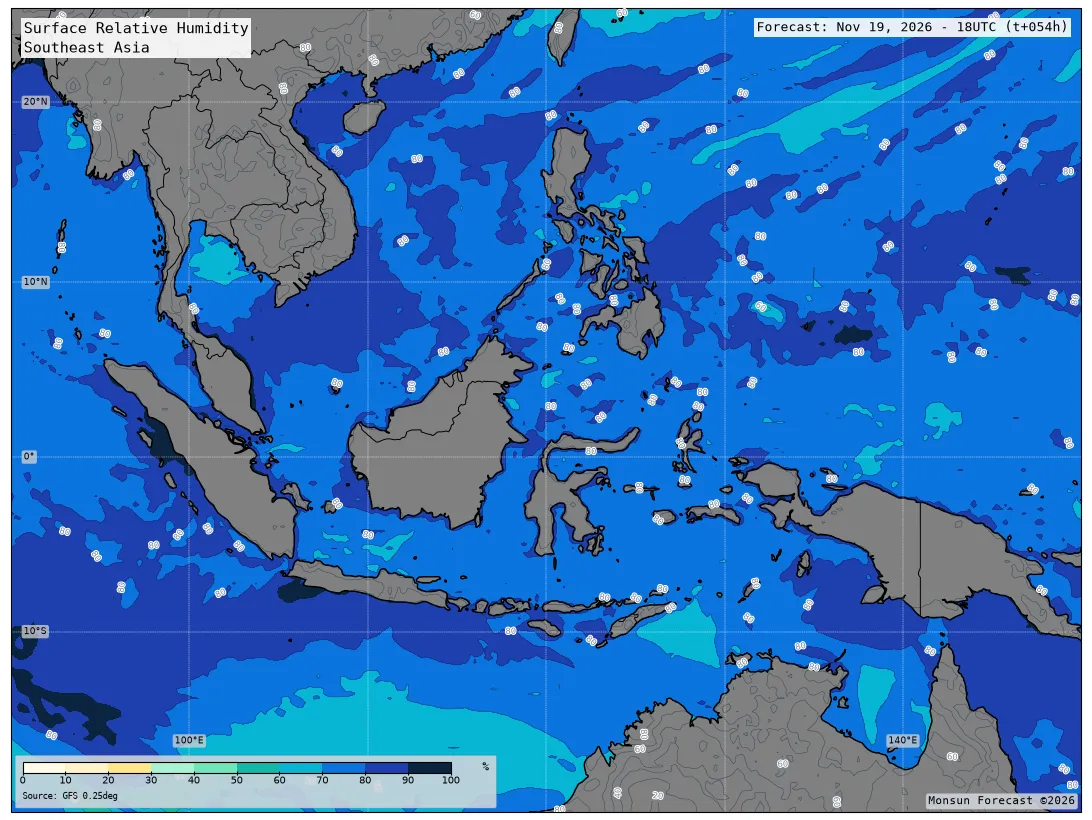 Surface Relative Humidity
Southeast Asia
Forecast: Nov 19, 2026 - 18UTC (t+054h)
20°N
10°N
0°
10°S
100°E
140°E
0 10 20 30 40 50 60 70 80 90 100
%
Source: GFS 0.25deg
Monsun Forecast ©2026